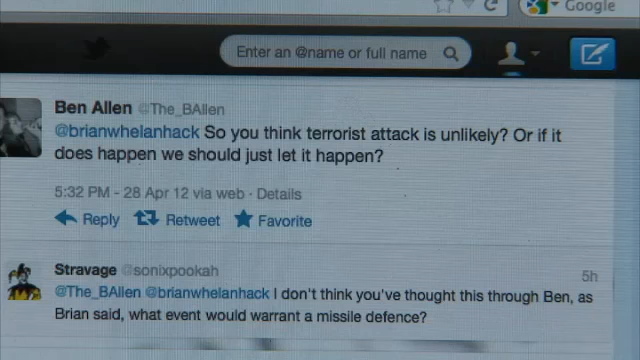 Google
Enter an @name or full name
Ben Allen @The_BAllen
@brianwhelanhack So you think terrorist attack is unlikely? Or if it
does happen we should just let it happen?
5:32 PM - 28 Apr 12 via web · Details
Reply Retweet Favorite
Stravage @sonixpookah 5h
@The_BAllen @brianwhelanhack I don't think you've thought this through Ben, as
Brian said, what event would warrant a missile defence?